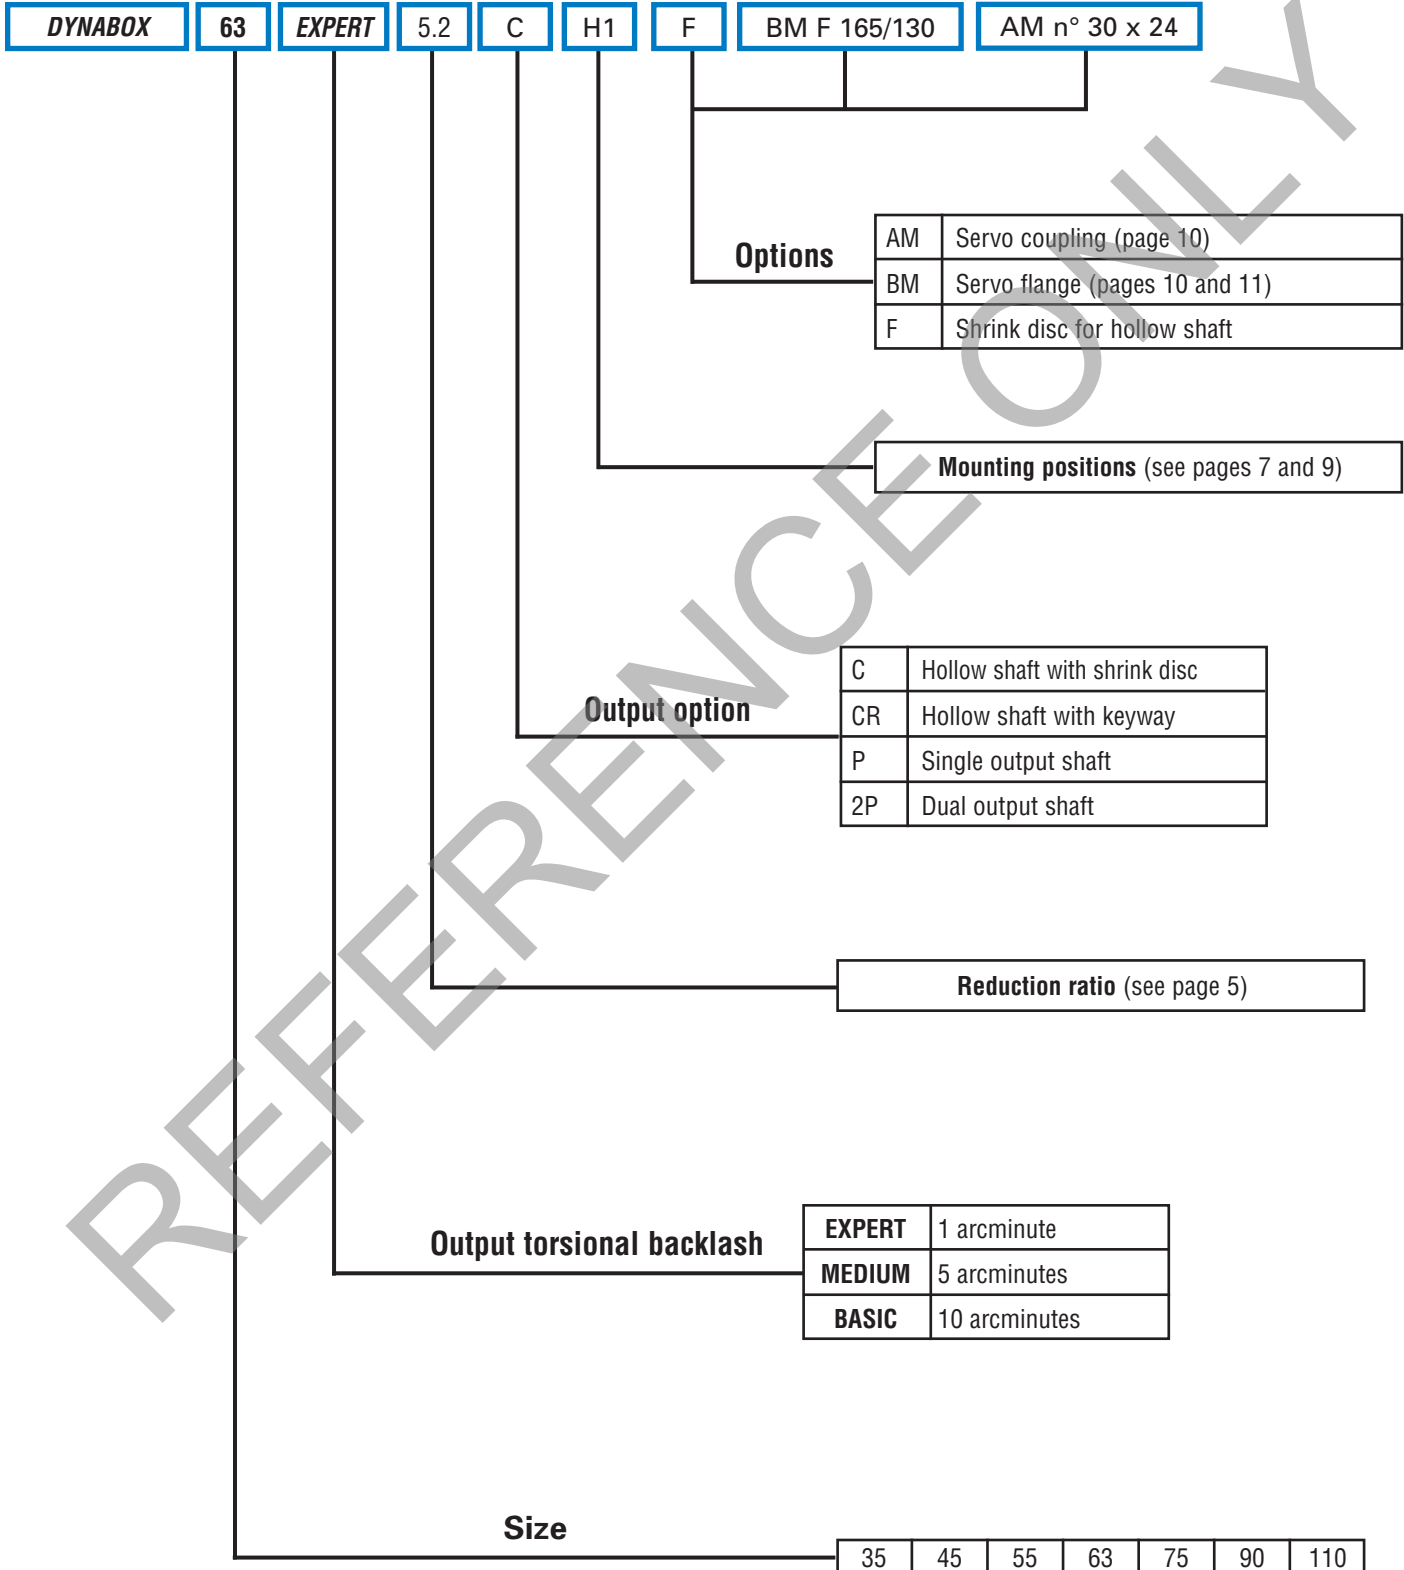 DYNABOX 63 EXPERT 5.2 C H1 F BM F 165/130 AM n° 30 x 24
Options
AM Servo coupling (page 10)
BM Servo flange (pages 10 and 11)
F Shrink disc for hollow shaft
Mounting positions (see pages 7 and 9)
Output option
C Hollow shaft with shrink disc
CR Hollow shaft with keyway
P Single output shaft
2P Dual output shaft
Reduction ratio (see page 5)
Output torsional backlash
EXPERT 1 arcminute
MEDIUM 5 arcminutes
BASIC 10 arcminutes
Size
35 45 55 63 75 90 110
REFERENCE ONLY